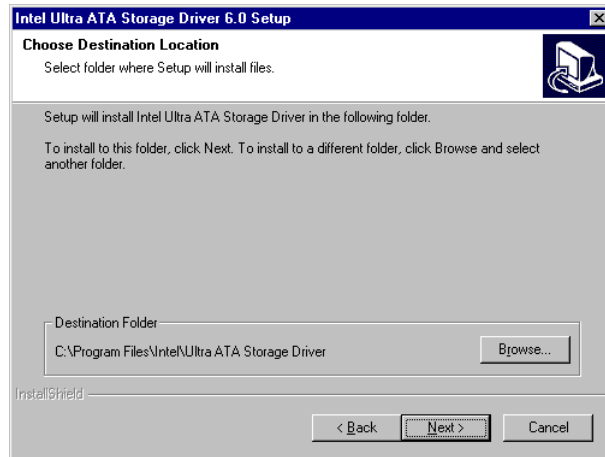 Intel Ultra ATA Storage Driver 6.0 Setup
Choose Destination Location
Select folder where Setup will install files.
Setup will install Intel Ultra ATA Storage Driver in the following folder.
To install to this folder, click Next. To install to a different folder, click Browse and select
another folder.
Destination Folder
C:\Program Files\Intel\Ultra ATA Storage Driver
Browse...
InstallShield
< Back
Next >
Cancel